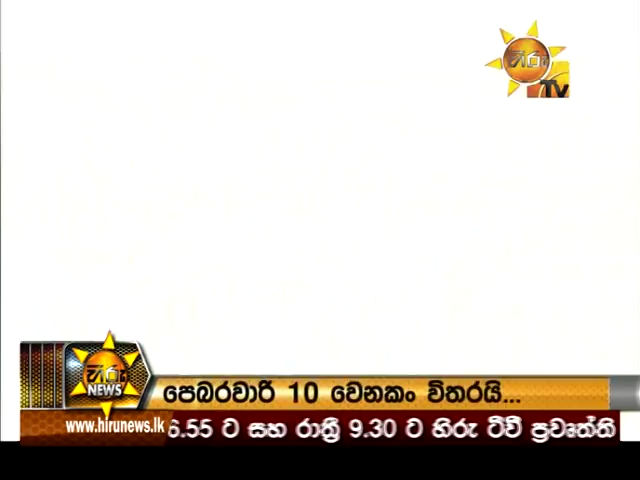 හිරු
Tv
හිරු
NEWS
පෙබරවාරි 10 වෙනකං විතරයි...
www.hirunews.lk
6.55 ට සහ රාත්‍රී 9.30 ට හිරු ටීවී ප්‍රවෘත්ති